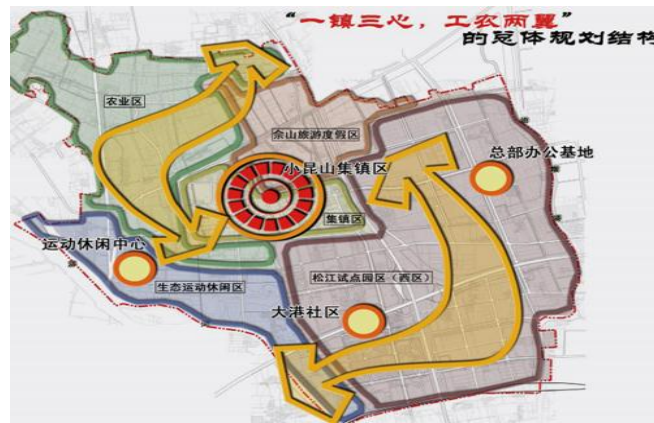 “一镇三心，工农两翼”
的总体规划结构
农业区
佘山旅游度假区
总部办公基地
小昆山集镇区
集镇区
运动休闲中心
生态运动休闲区
松江试点园区（西区）
大港社区